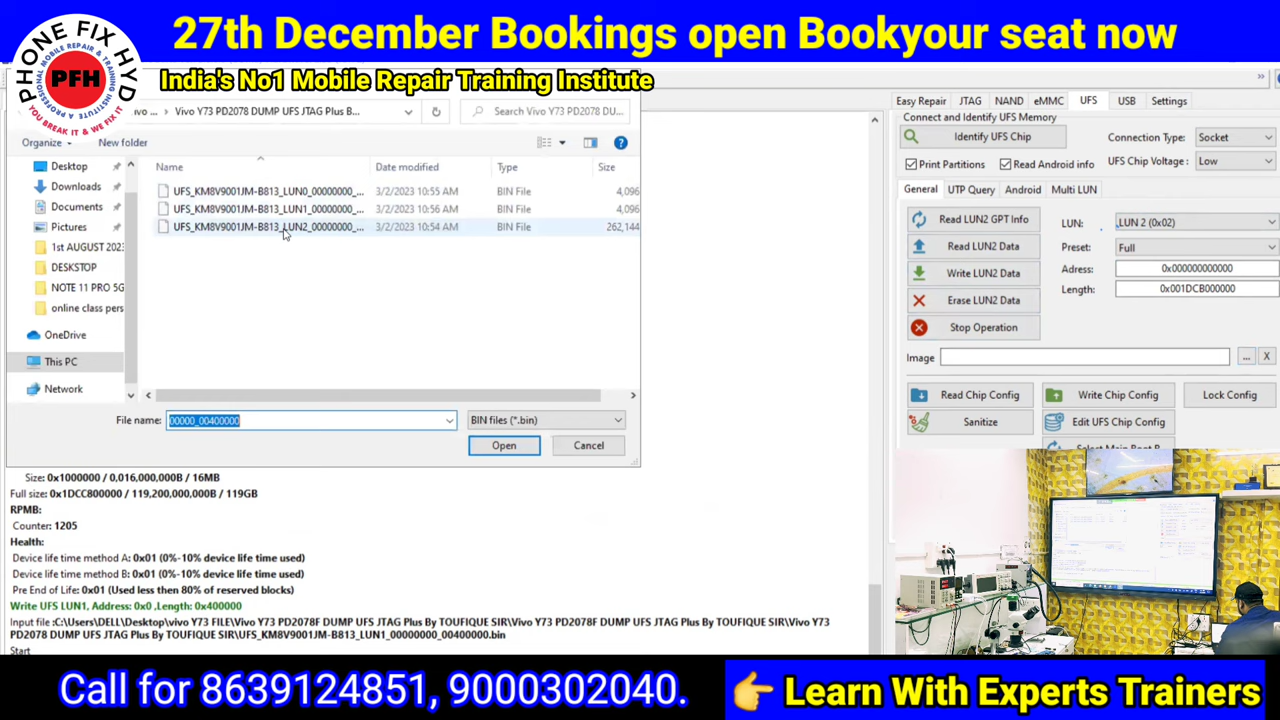 27th December Bookings open Bookyour seat now
PHONE FIX HYD
PROFESSIONAL MOBILE REPAIR & TRAINING INSTITUTE
PFH
YOU BREAK IT & WE FIX IT
India's No1 Mobile Repair Training Institute
ivo ... > Vivo Y73 PD2078 DUMP UFS JTAG Plus B...
Search Vivo Y73 PD2078 DU...
Organize
New folder
Name
Date modified
Type
Size
Desktop
Downloads
Documents
Pictures
1st AUGUST 2023
DESKSTOP
NOTE 11 PRO 5G
online class pers
OneDrive
This PC
Network
UFS_KM8V9001JM-B813_LUN0_00000000_... 3/2/2023 10:55 AM BIN File 4,096
UFS_KM8V9001JM-B813_LUN1_00000000_... 3/2/2023 10:56 AM BIN File 4,096
UFS_KM8V9001JM-B813_LUN2_00000000_... 3/2/2023 10:54 AM BIN File 262,144
File name: 00000_00400000
BIN files (*.bin)
Open
Cancel
Easy Repair JTAG NAND eMMC UFS USB Settings
Connect and Identify UFS Memory
Identify UFS Chip
Connection Type: Socket
Print Partitions Read Android info
UFS Chip Voltage: Low
General UTP Query Android Multi LUN
Read LUN2 GPT Info
LUN: LUN 2 (0x02)
Read LUN2 Data
Preset: Full
Write LUN2 Data
Adress: 0x000000000000
Erase LUN2 Data
Length: 0x001DCB000000
Stop Operation
Image ... X
Read Chip Config
Write Chip Config
Lock Config
Sanitize
Edit UFS Chip Config
Size: 0x1000000 / 0,016,000,000B / 16MB
Full size: 0x1DCC800000 / 119,200,000,000B / 119GB
RPMB:
Counter: 1205
Health:
Device life time method A: 0x01 (0%-10% device life time used)
Device life time method B: 0x01 (0%-10% device life time used)
Pre End of Life: 0x01 (Used less then 80% of reserved blocks)
Write UFS LUN1, Address: 0x0 ,Length: 0x400000
Input file :C:\Users\DELL\Desktop\vivo Y73 FILE\Vivo Y73 PD2078F DUMP UFS JTAG Plus By TOUFIQUE SIR\Vivo Y73
PD2078 DUMP UFS JTAG Plus By TOUFIQUE SIR\UFS_KM8V9001JM-B813_LUN1_00000000_00400000.bin
Start
Call for 8639124851, 9000302040.
Learn With Experts Trainers